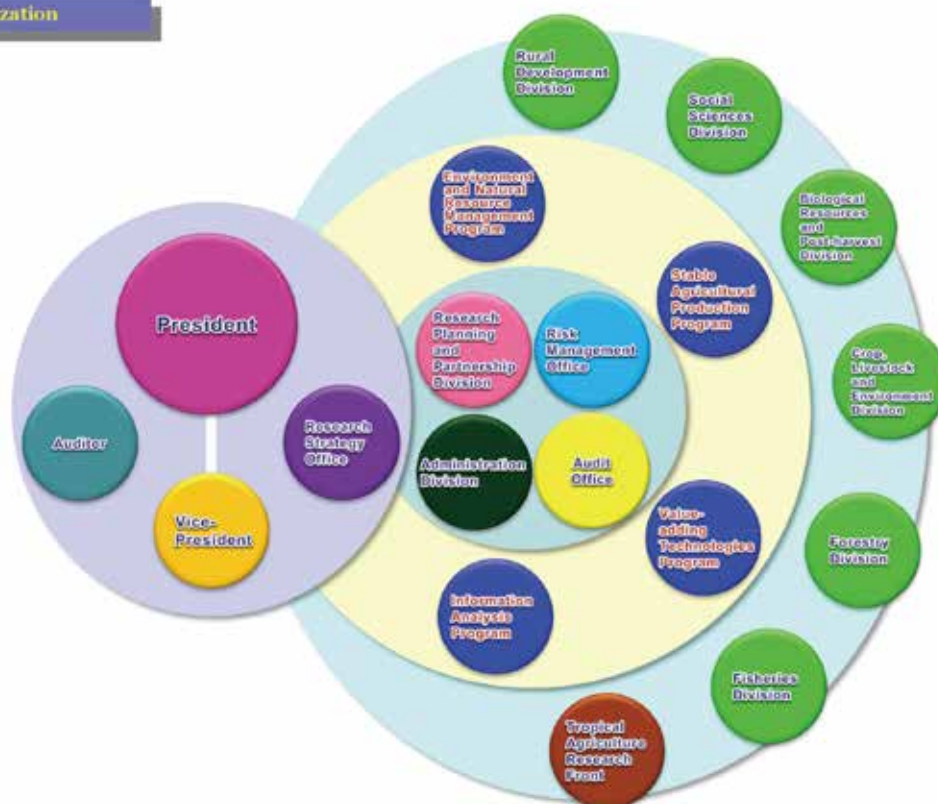 zation
Rural
Development
Division
Social
Sciences
Division
Environment
and Natural
Resource
Management
Program
Biological
Resources
and
Post-harvest
Division
Stable
Agricultural
Production
Program
President
Research
Planning
and
Partnership
Division
Risk
Management
Office
Crop,
Livestock
and
Environment
Division
Auditor
Research
Strategy
Office
Administration
Division
Audit
Office
Vice-
President
Value-
adding
Technologies
Program
Forestry
Division
Information
Analysis
Program
Fisheries
Division
Tropical
Agriculture
Research
Front